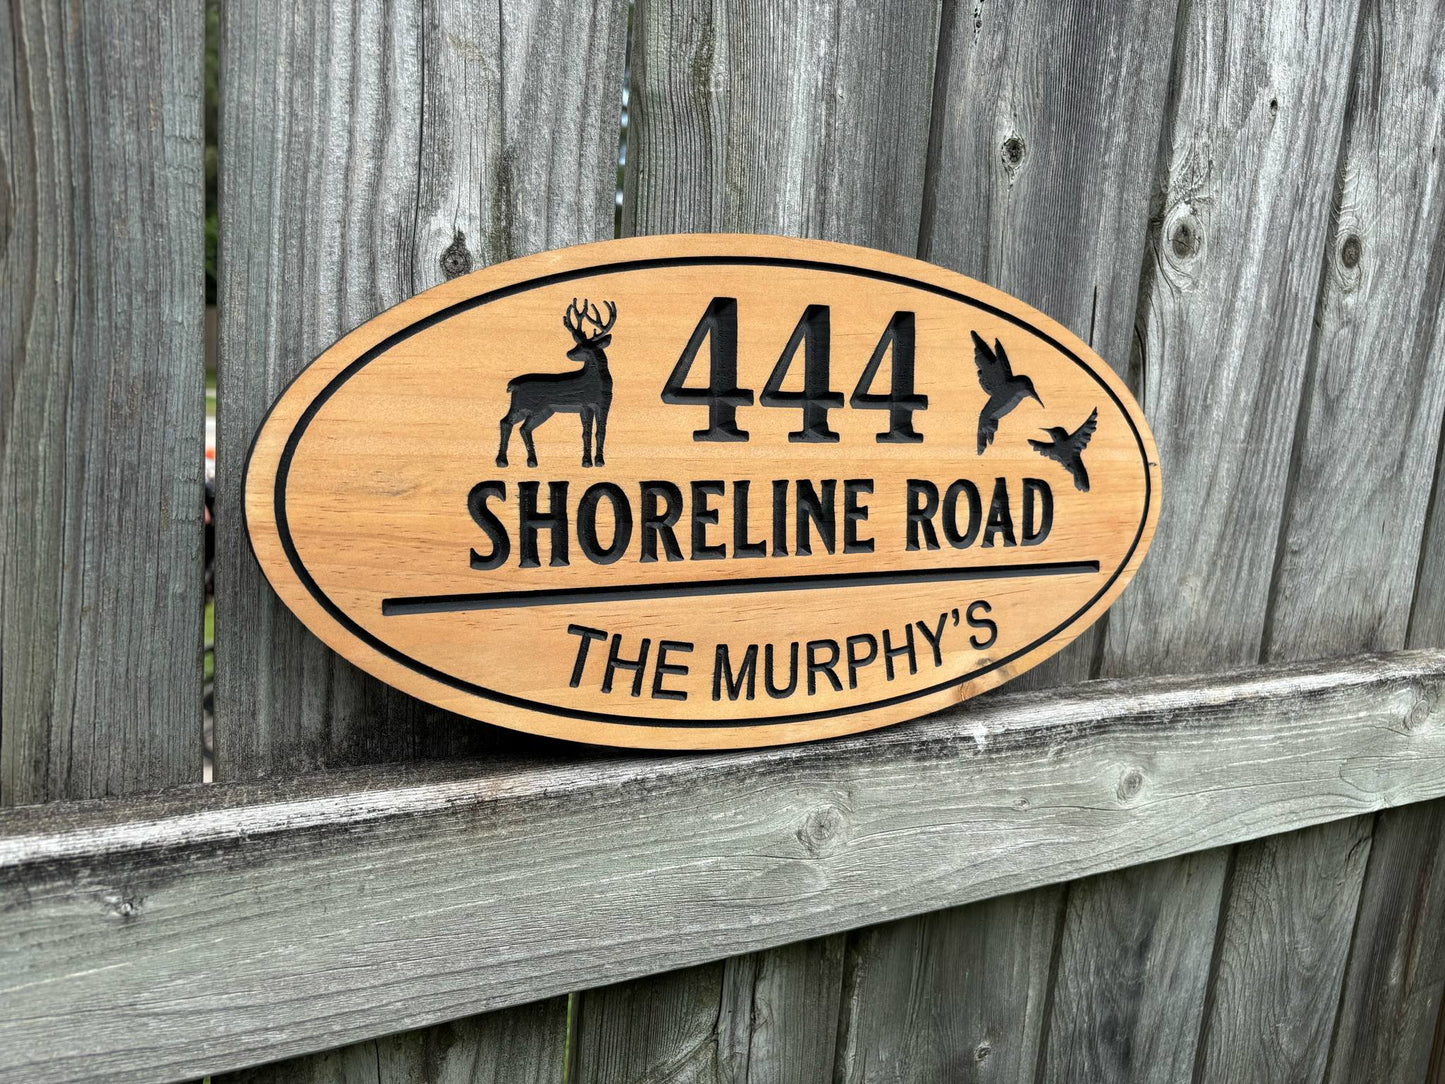 444
SHORELINE ROAD
THE MURPHY'S